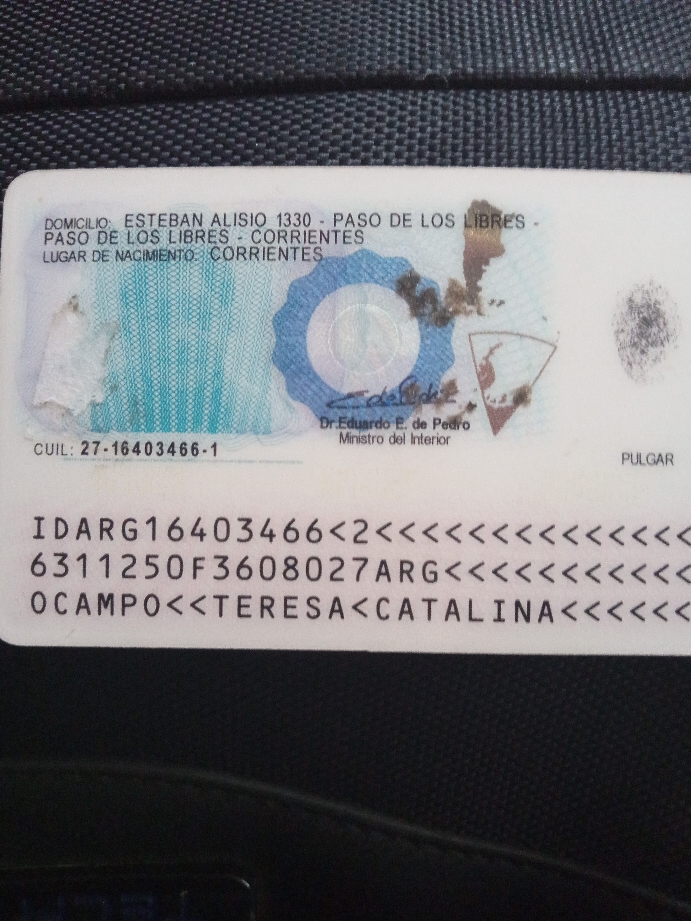 DOMICILIO: ESTEBAN ALISIO 1330 - PASO DE LOS LIBRES -
PASO DE LOS LIBRES - CORRIENTES
LUGAR DE NACIMIENTO: CORRIENTES
Dr. Eduardo E. de Pedro
Ministro del Interior
CUIL: 27-16403466-1
PULGAR
IDARG16403466<2<<<<<<<<<<<<<<<
6311250F3608027ARG<<<<<<<<<<<
OCAMPO<<TERESA<CATALINA<<<<<<